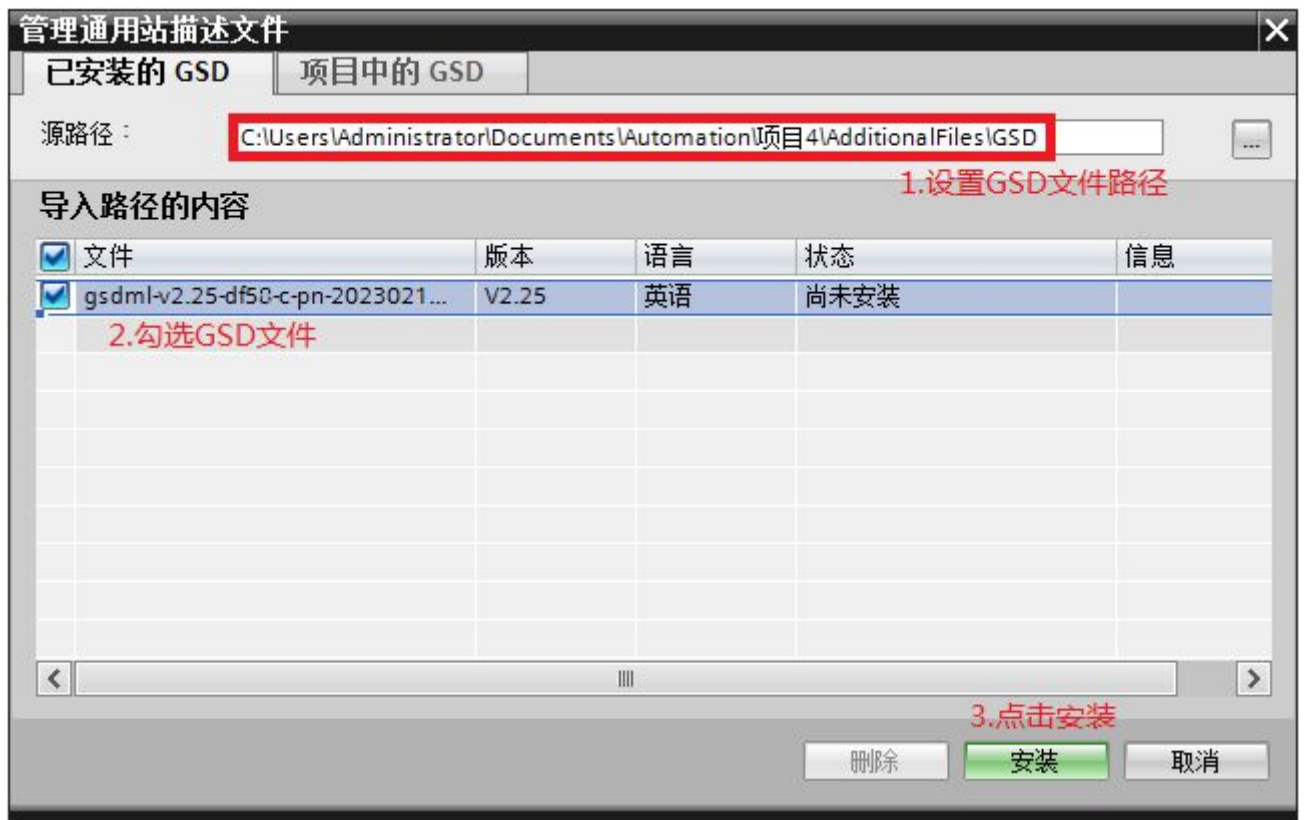 管理通用站描述文件
已安装的 GSD 项目中的 GSD
源路径： C:\Users\Administrator\Documents\Automation\项目4\AdditionalFiles\GSD ...
1.设置GSD文件路径
导入路径的内容
文件 版本 语言 状态 信息
gsdml-v2.25-df58-c-pn-2023021... V2.25 英语 尚未安装
2.勾选GSD文件
3.点击安装
删除 安装 取消